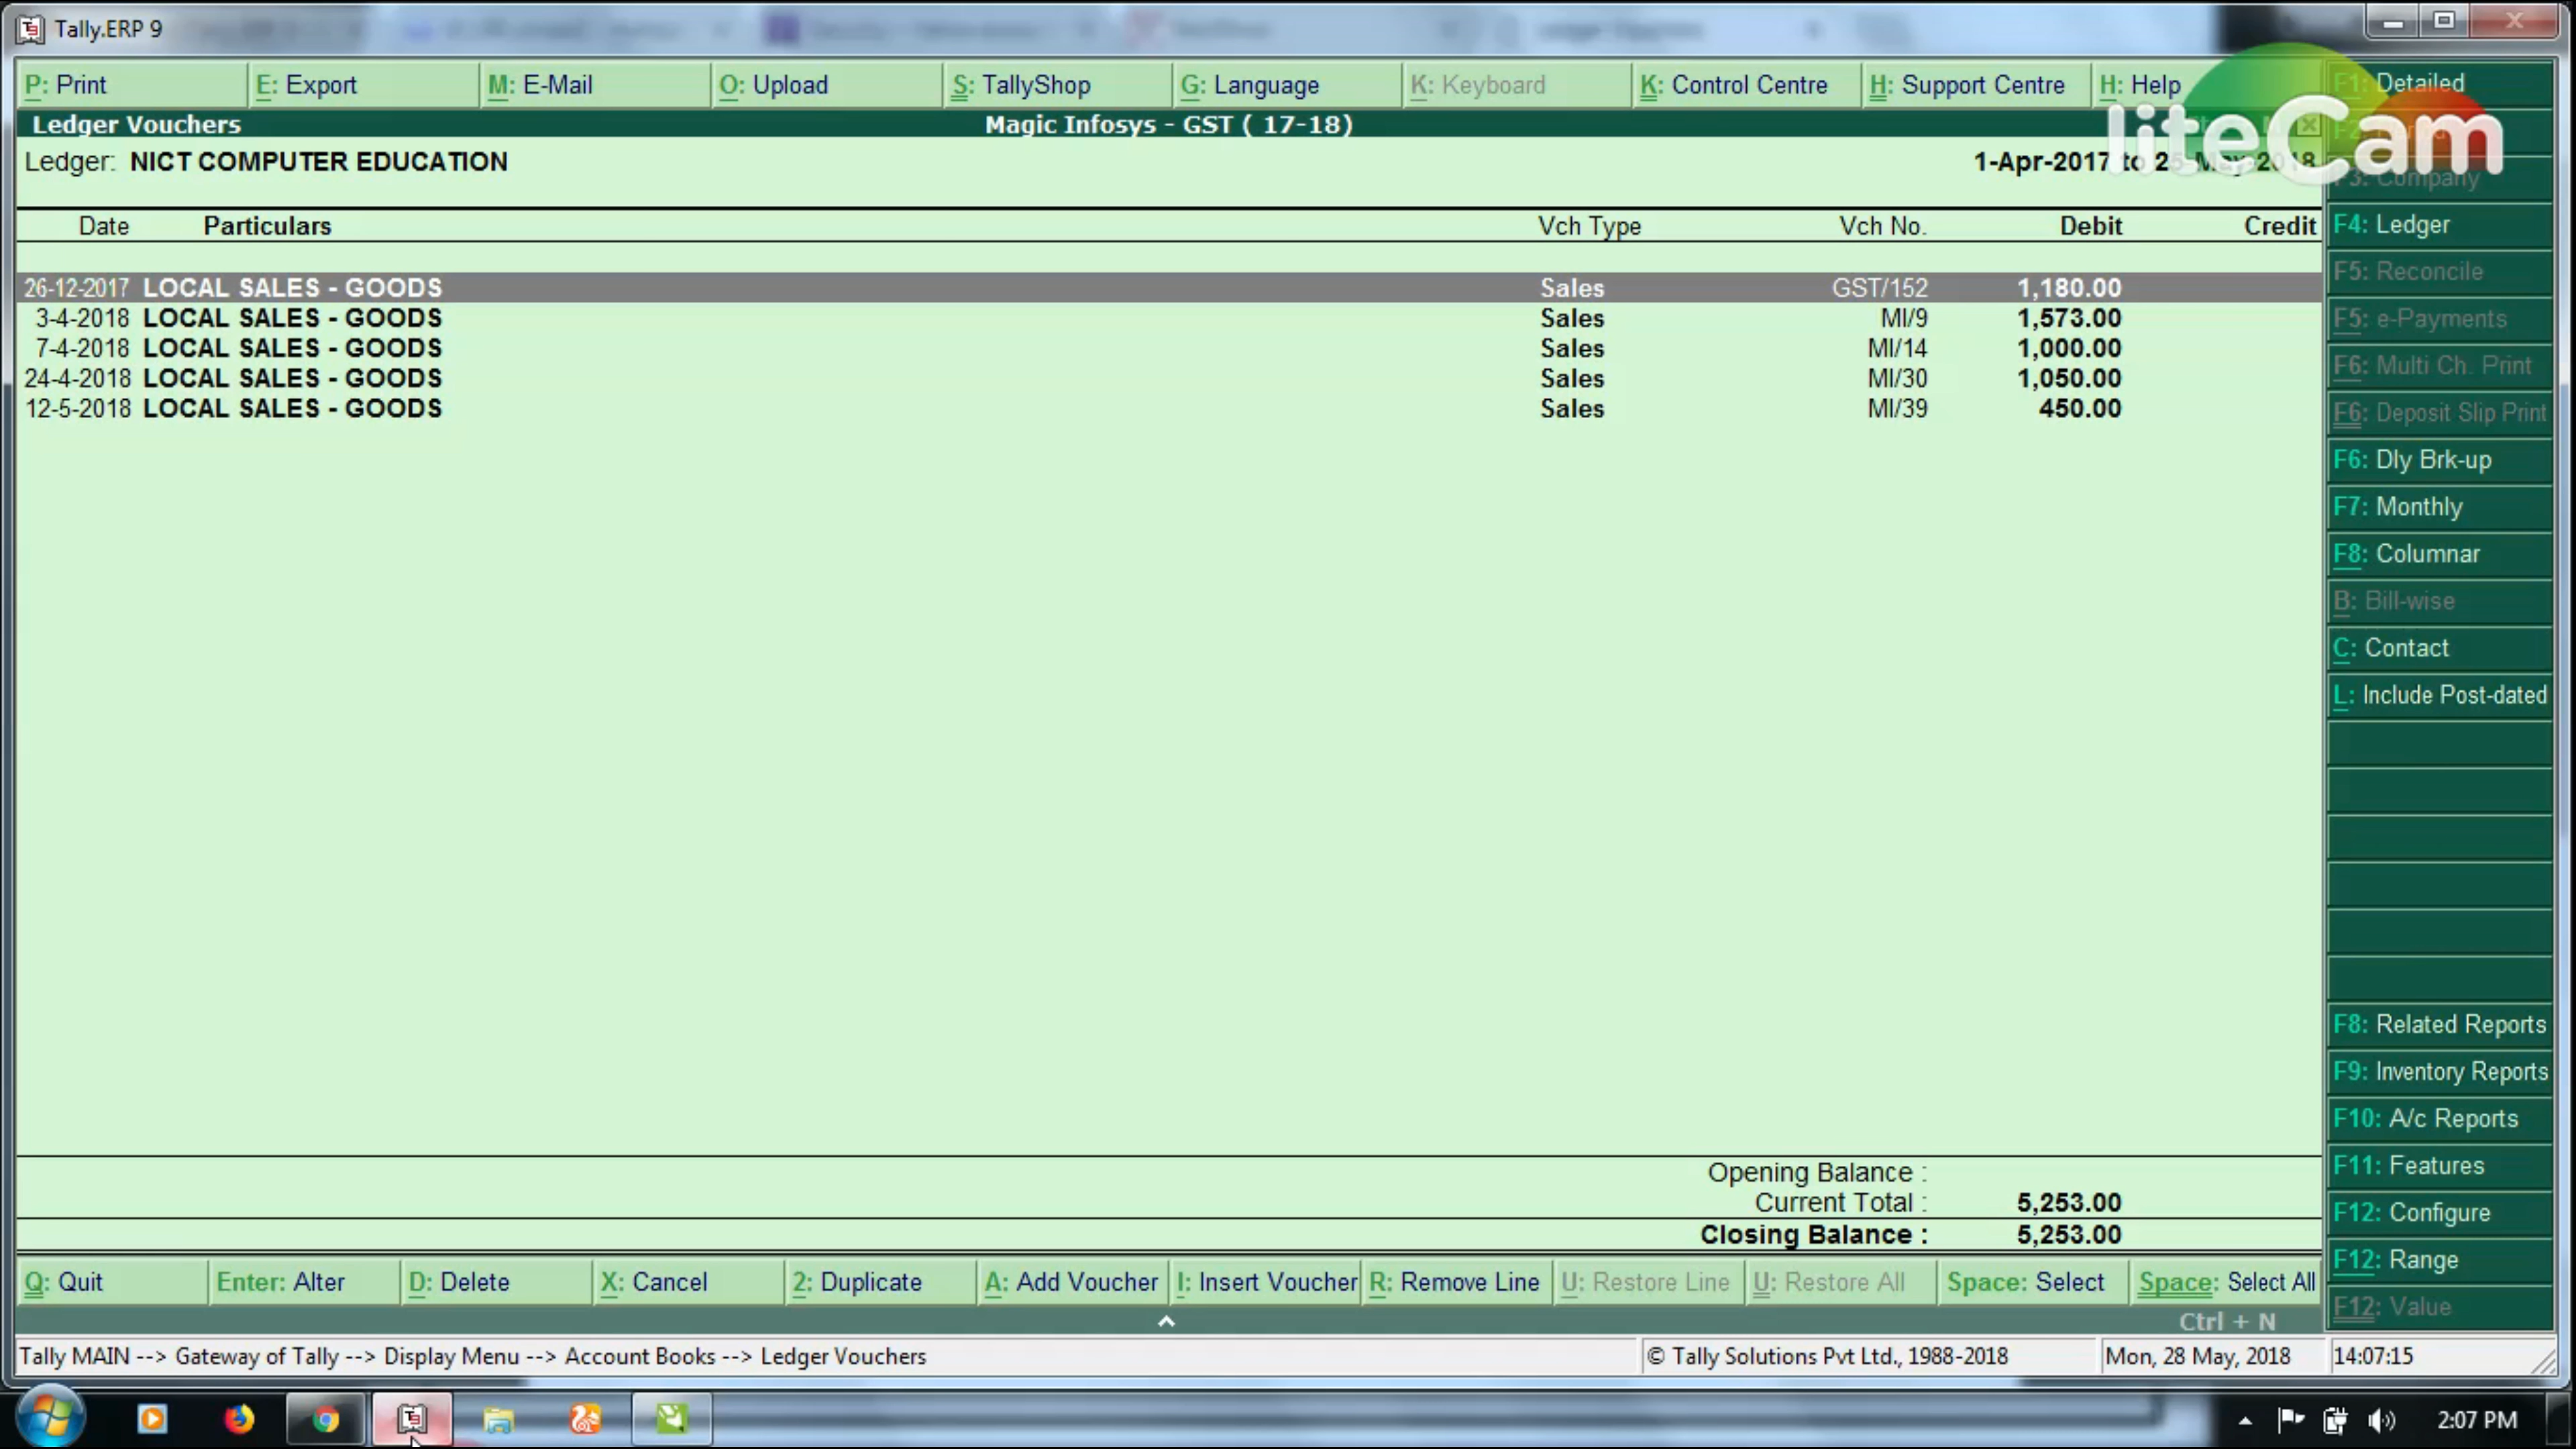 Tally.ERP 9
P: Print E: Export M: E-Mail O: Upload S: TallyShop G: Language K: Keyboard K: Control Centre H: Support Centre H: Help
Ledger Vouchers Magic Infosys - GST ( 17-18)
liteCam
Ledger: NICT COMPUTER EDUCATION 1-Apr-2017 to 25-May-2018
Date Particulars Vch Type Vch No. Debit Credit
26-12-2017 LOCAL SALES - GOODS Sales GST/152 1,180.00
3-4-2018 LOCAL SALES - GOODS Sales MI/9 1,573.00
7-4-2018 LOCAL SALES - GOODS Sales MI/14 1,000.00
24-4-2018 LOCAL SALES - GOODS Sales MI/30 1,050.00
12-5-2018 LOCAL SALES - GOODS Sales MI/39 450.00
Opening Balance :
Current Total : 5,253.00
Closing Balance : 5,253.00
F1: Detailed
F3: Company
F4: Ledger
F5: Reconcile
F5: e-Payments
F6: Multi Ch. Print
F6: Deposit Slip Print
F6: Dly Brk-up
F7: Monthly
F8: Columnar
B: Bill-wise
C: Contact
L: Include Post-dated
F8: Related Reports
F9: Inventory Reports
F10: A/c Reports
F11: Features
F12: Configure
F12: Range
F12: Value
Q: Quit Enter: Alter D: Delete X: Cancel 2: Duplicate A: Add Voucher I: Insert Voucher R: Remove Line U: Restore Line U: Restore All Space: Select Space: Select All
Ctrl + N
Tally MAIN --> Gateway of Tally --> Display Menu --> Account Books --> Ledger Vouchers © Tally Solutions Pvt Ltd., 1988-2018 Mon, 28 May, 2018 14:07:15
2:07 PM